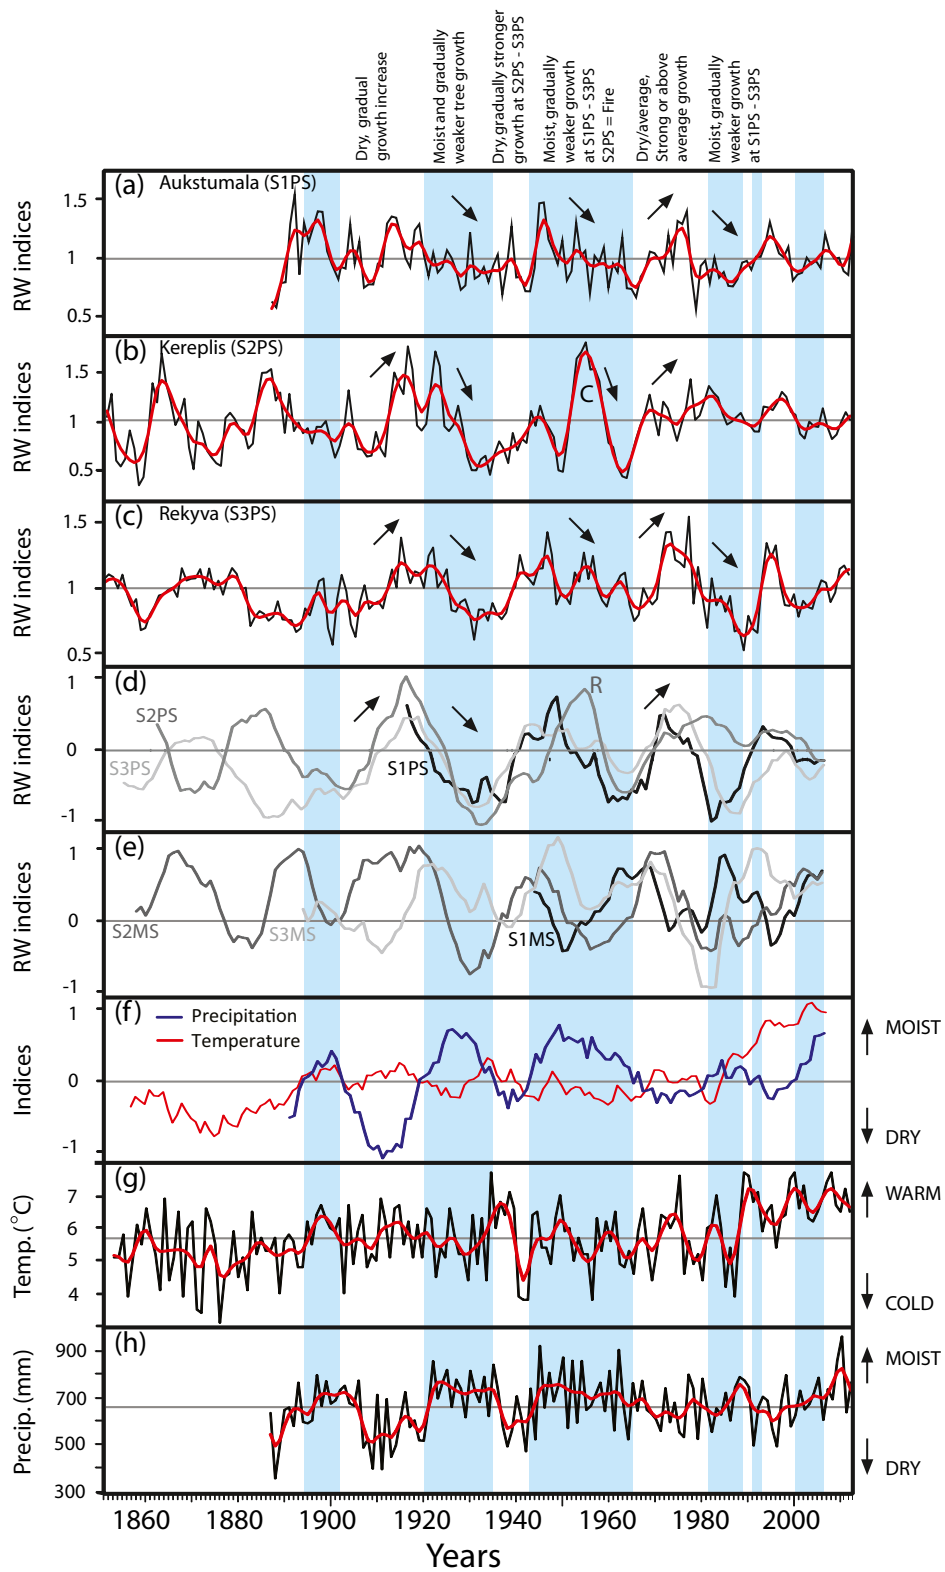 Dry, gradual
growth increase
Moist and gradually
weaker tree growth
Dry, gradually stronger
growth at S2PS - S3PS
Moist, gradually
weaker growth
at S1PS - S3PS
S2PS = Fire
Dry/average,
Strong or above
average growth
Moist, gradually
weaker growth
at S1PS - S3PS
(a) Aukstumala (S1PS)
RW indices
1.5
1
0.5
(b) Kereplis (S2PS)
RW indices
1.5
1
0.5
C
(c) Rekyva (S3PS)
RW indices
1.5
1
0.5
(d)
RW indices
1
0
-1
S2PS
S3PS
S1PS
R
(e)
RW indices
1
0
-1
S2MS
S3MS
S1MS
(f)
Precipitation
Temperature
Indices
1
0
-1
MOIST
DRY
(g)
Temp.(°C)
7
6
5
4
WARM
COLD
(h)
Precip.(mm)
900
700
500
300
MOIST
DRY
1860 1880 1900 1920 1940 1960 1980 2000
Years